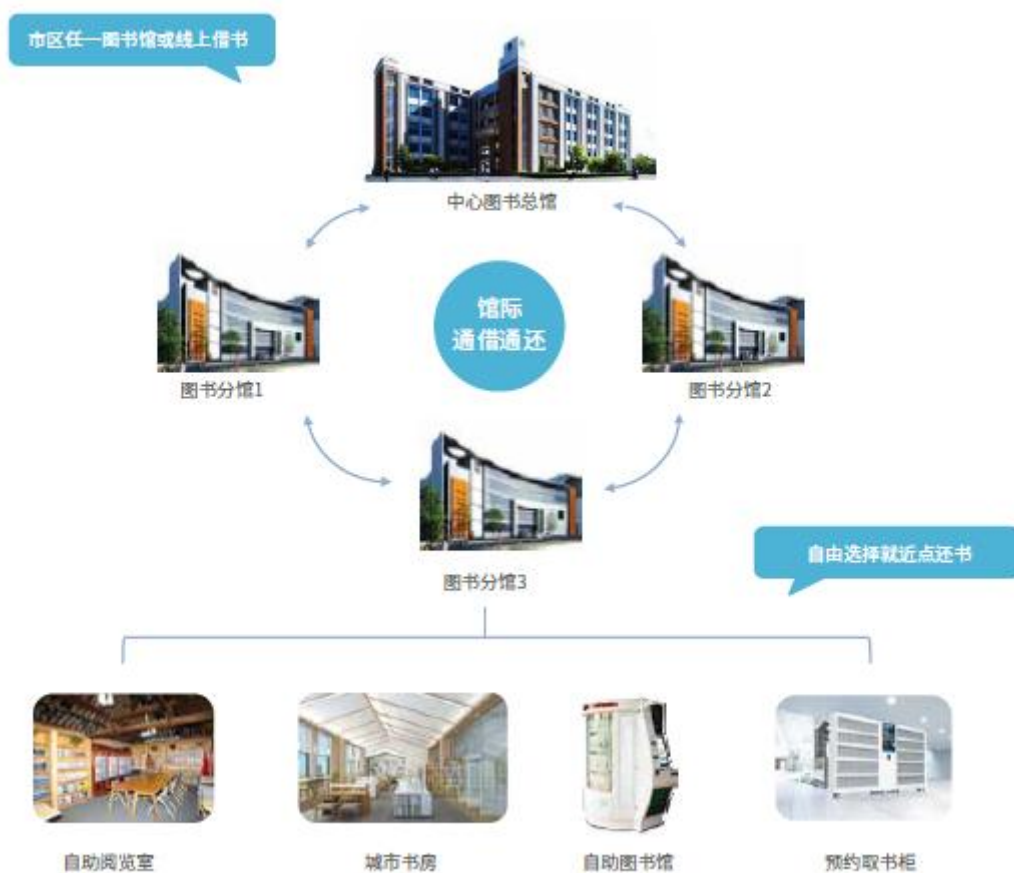 市区任一图书馆或线上借书
中心图书总馆
馆际
通借通还
图书分馆1
图书分馆2
图书分馆3
自由选择就近点还书
自助阅览室
城市书房
自助图书馆
预约取书柜